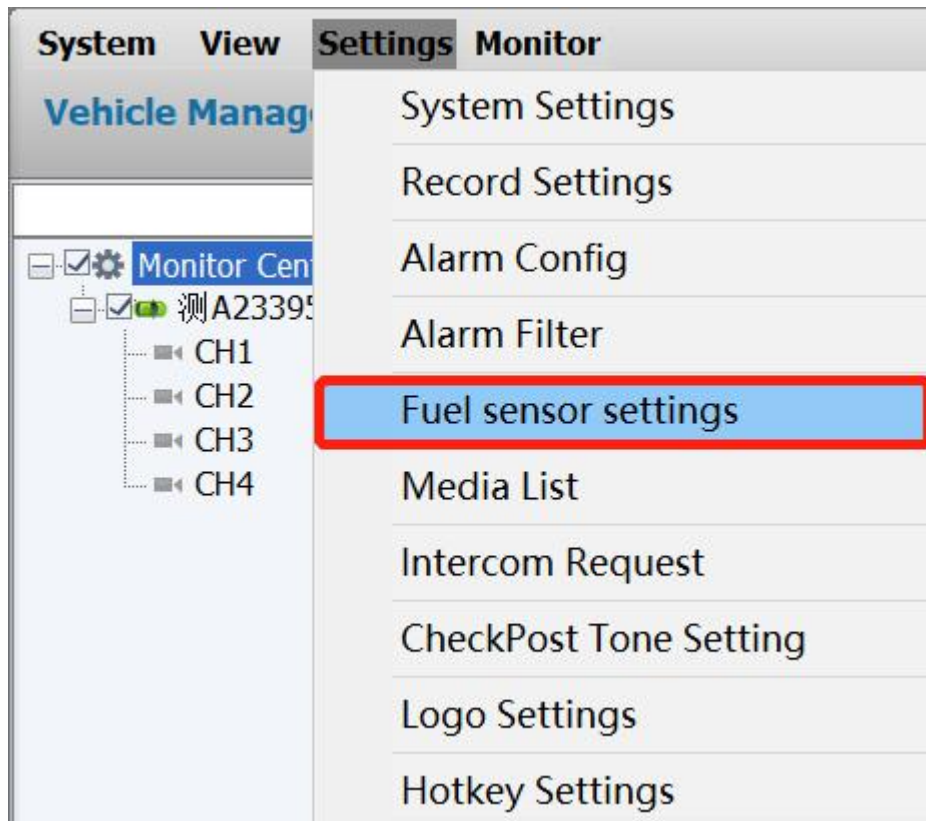 System View Settings Monitor
Vehicle Manag
System Settings
Record Settings
Alarm Config
Alarm Filter
Fuel sensor settings
Media List
Intercom Request
CheckPost Tone Setting
Logo Settings
Hotkey Settings
Monitor Cen
测A23395
CH1
CH2
CH3
CH4